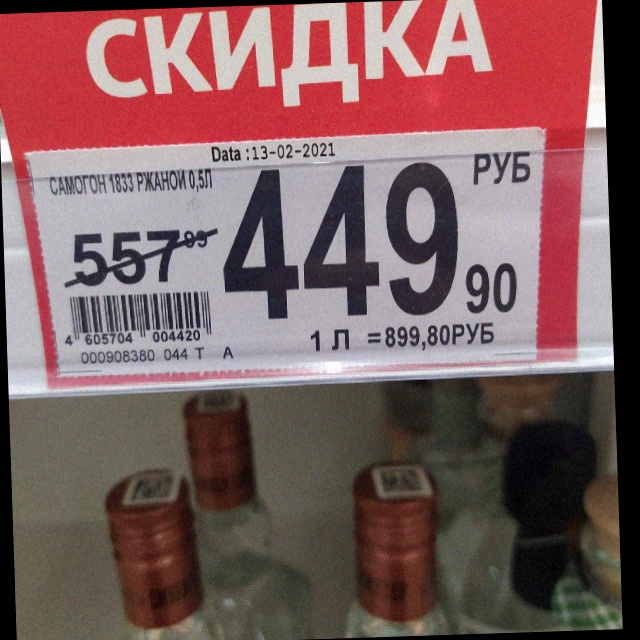 СКИДКА
Data :13-02-2021
САМОГОН 1833 РЖАНОЙ 0,5Л
РУБ
557 99
449 90
4 605704 004420
1 Л =899,80РУБ
000908380 044 Т А